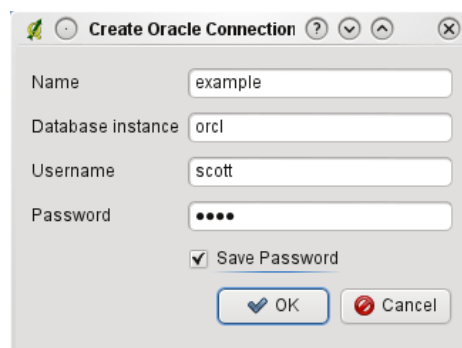 Create Oracle Connection
Name example
Database instance orcl
Username scott
Password ••••
Save Password
OK Cancel